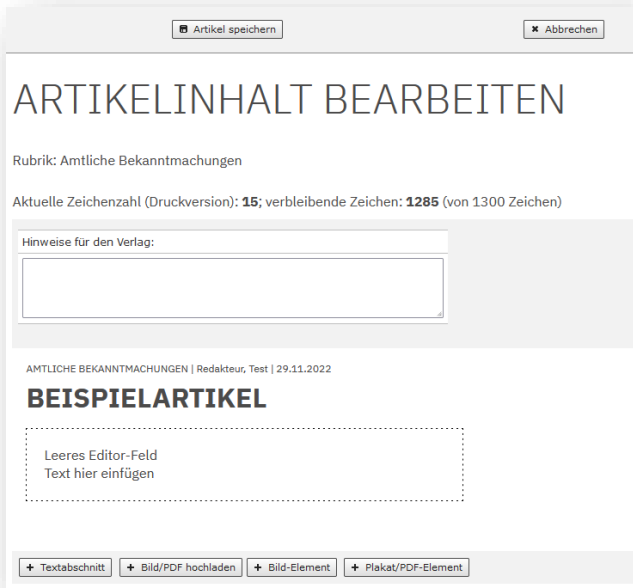 Artikel speichern Abbrechen
ARTIKELINHALT BEARBEITEN
Rubrik: Amtliche Bekanntmachungen
Aktuelle Zeichenzahl (Druckversion): 15; verbleibende Zeichen: 1285 (von 1300 Zeichen)
Hinweise für den Verlag:
AMTLICHE BEKANNTMACHUNGEN | Redakteur, Test | 29.11.2022
BEISPIELARTIKEL
Leeres Editor-Feld
Text hier einfügen
+ Textabschnitt + Bild/PDF hochladen + Bild-Element + Plakat/PDF-Element